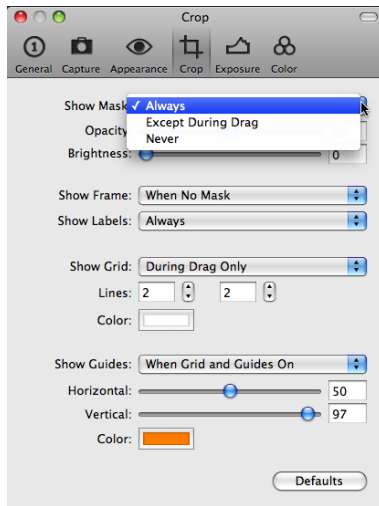 Crop
1
General Capture Appearance Crop Exposure Color
Show Mask ✓ Always
Except During Drag
Opacity
Never
Brightness: 0
Show Frame: When No Mask
Show Labels: Always
Show Grid: During Drag Only
Lines: 2 2
Color:
Show Guides: When Grid and Guides On
Horizontal: 50
Vertical: 97
Color:
Defaults